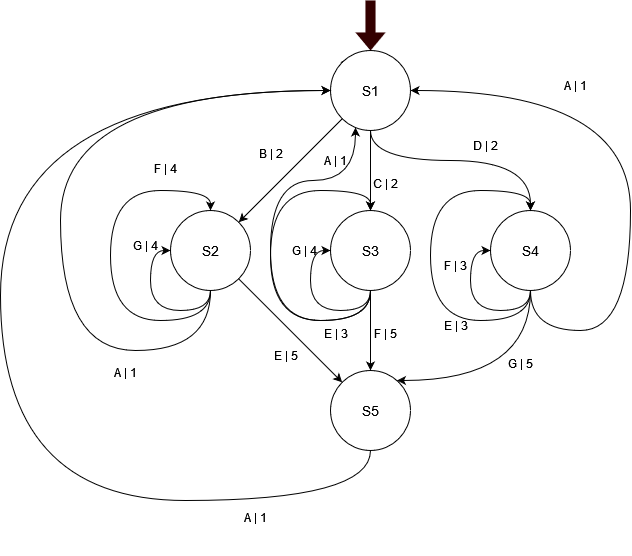 S1
A | 1
D | 2
B | 2
A | 1
F | 4
C | 2
G | 4
S2
G | 4
S3
F | 3
S4
E | 3
E | 3
F | 5
E | 5
G | 5
A | 1
S5
A | 1